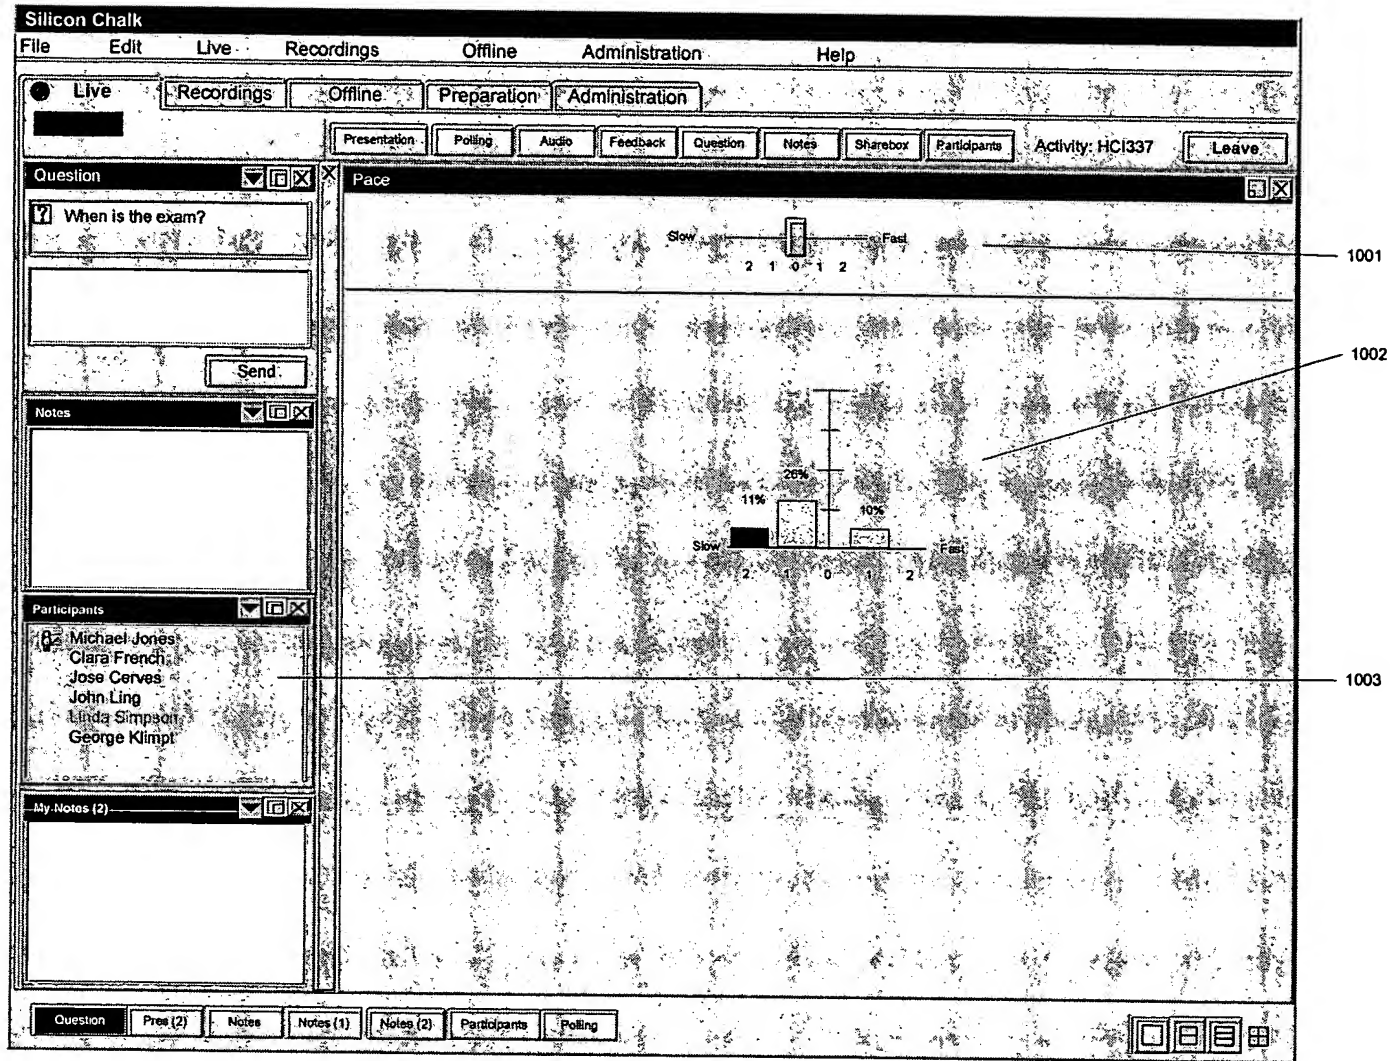 Silicon Chalk
File Edit Live Recordings Offline Administration Help
Live Recordings Offline Preparation Administration
Presentation Polling Audio Feedback Question Notes Sharebox Participants Activity: HCI337 Leave
Question
Pace
? When is the exam?
Slow Fast
2 1 0 1 2
1001
1002
Send
Notes
26%
11%
10%
Slow Fast
2 1 0 1 2
Participants
Michael Jones
Clara French
Jose Cerves
John Ling
Linda Simpson
George Klimpt
1003
My Notes (2)
Question Pres (2) Notes Notes (1) Notes (2) Participants Polling